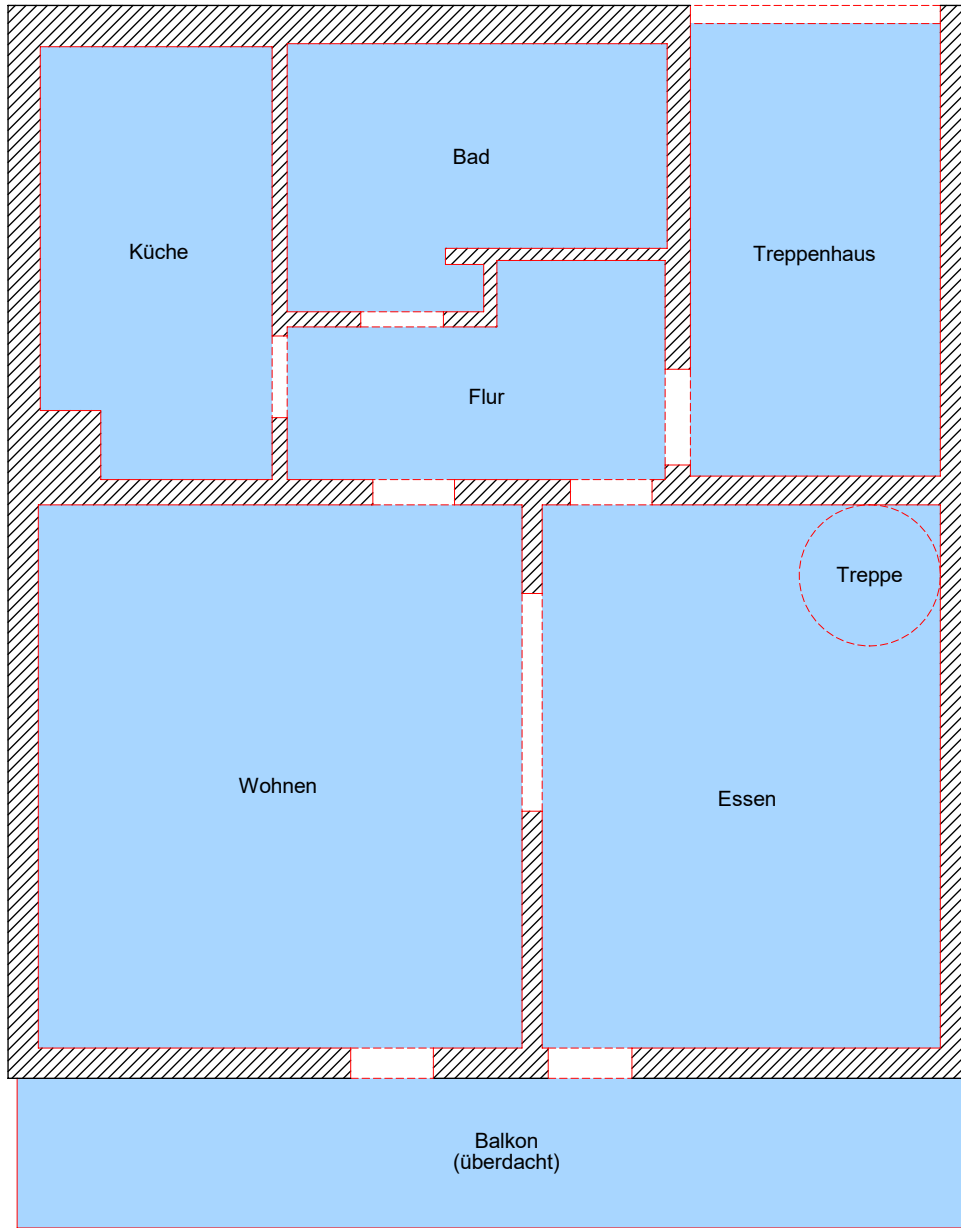 Bad
Küche
Treppenhaus
Flur
Treppe
Wohnen
Essen
Balkon
(überdacht)